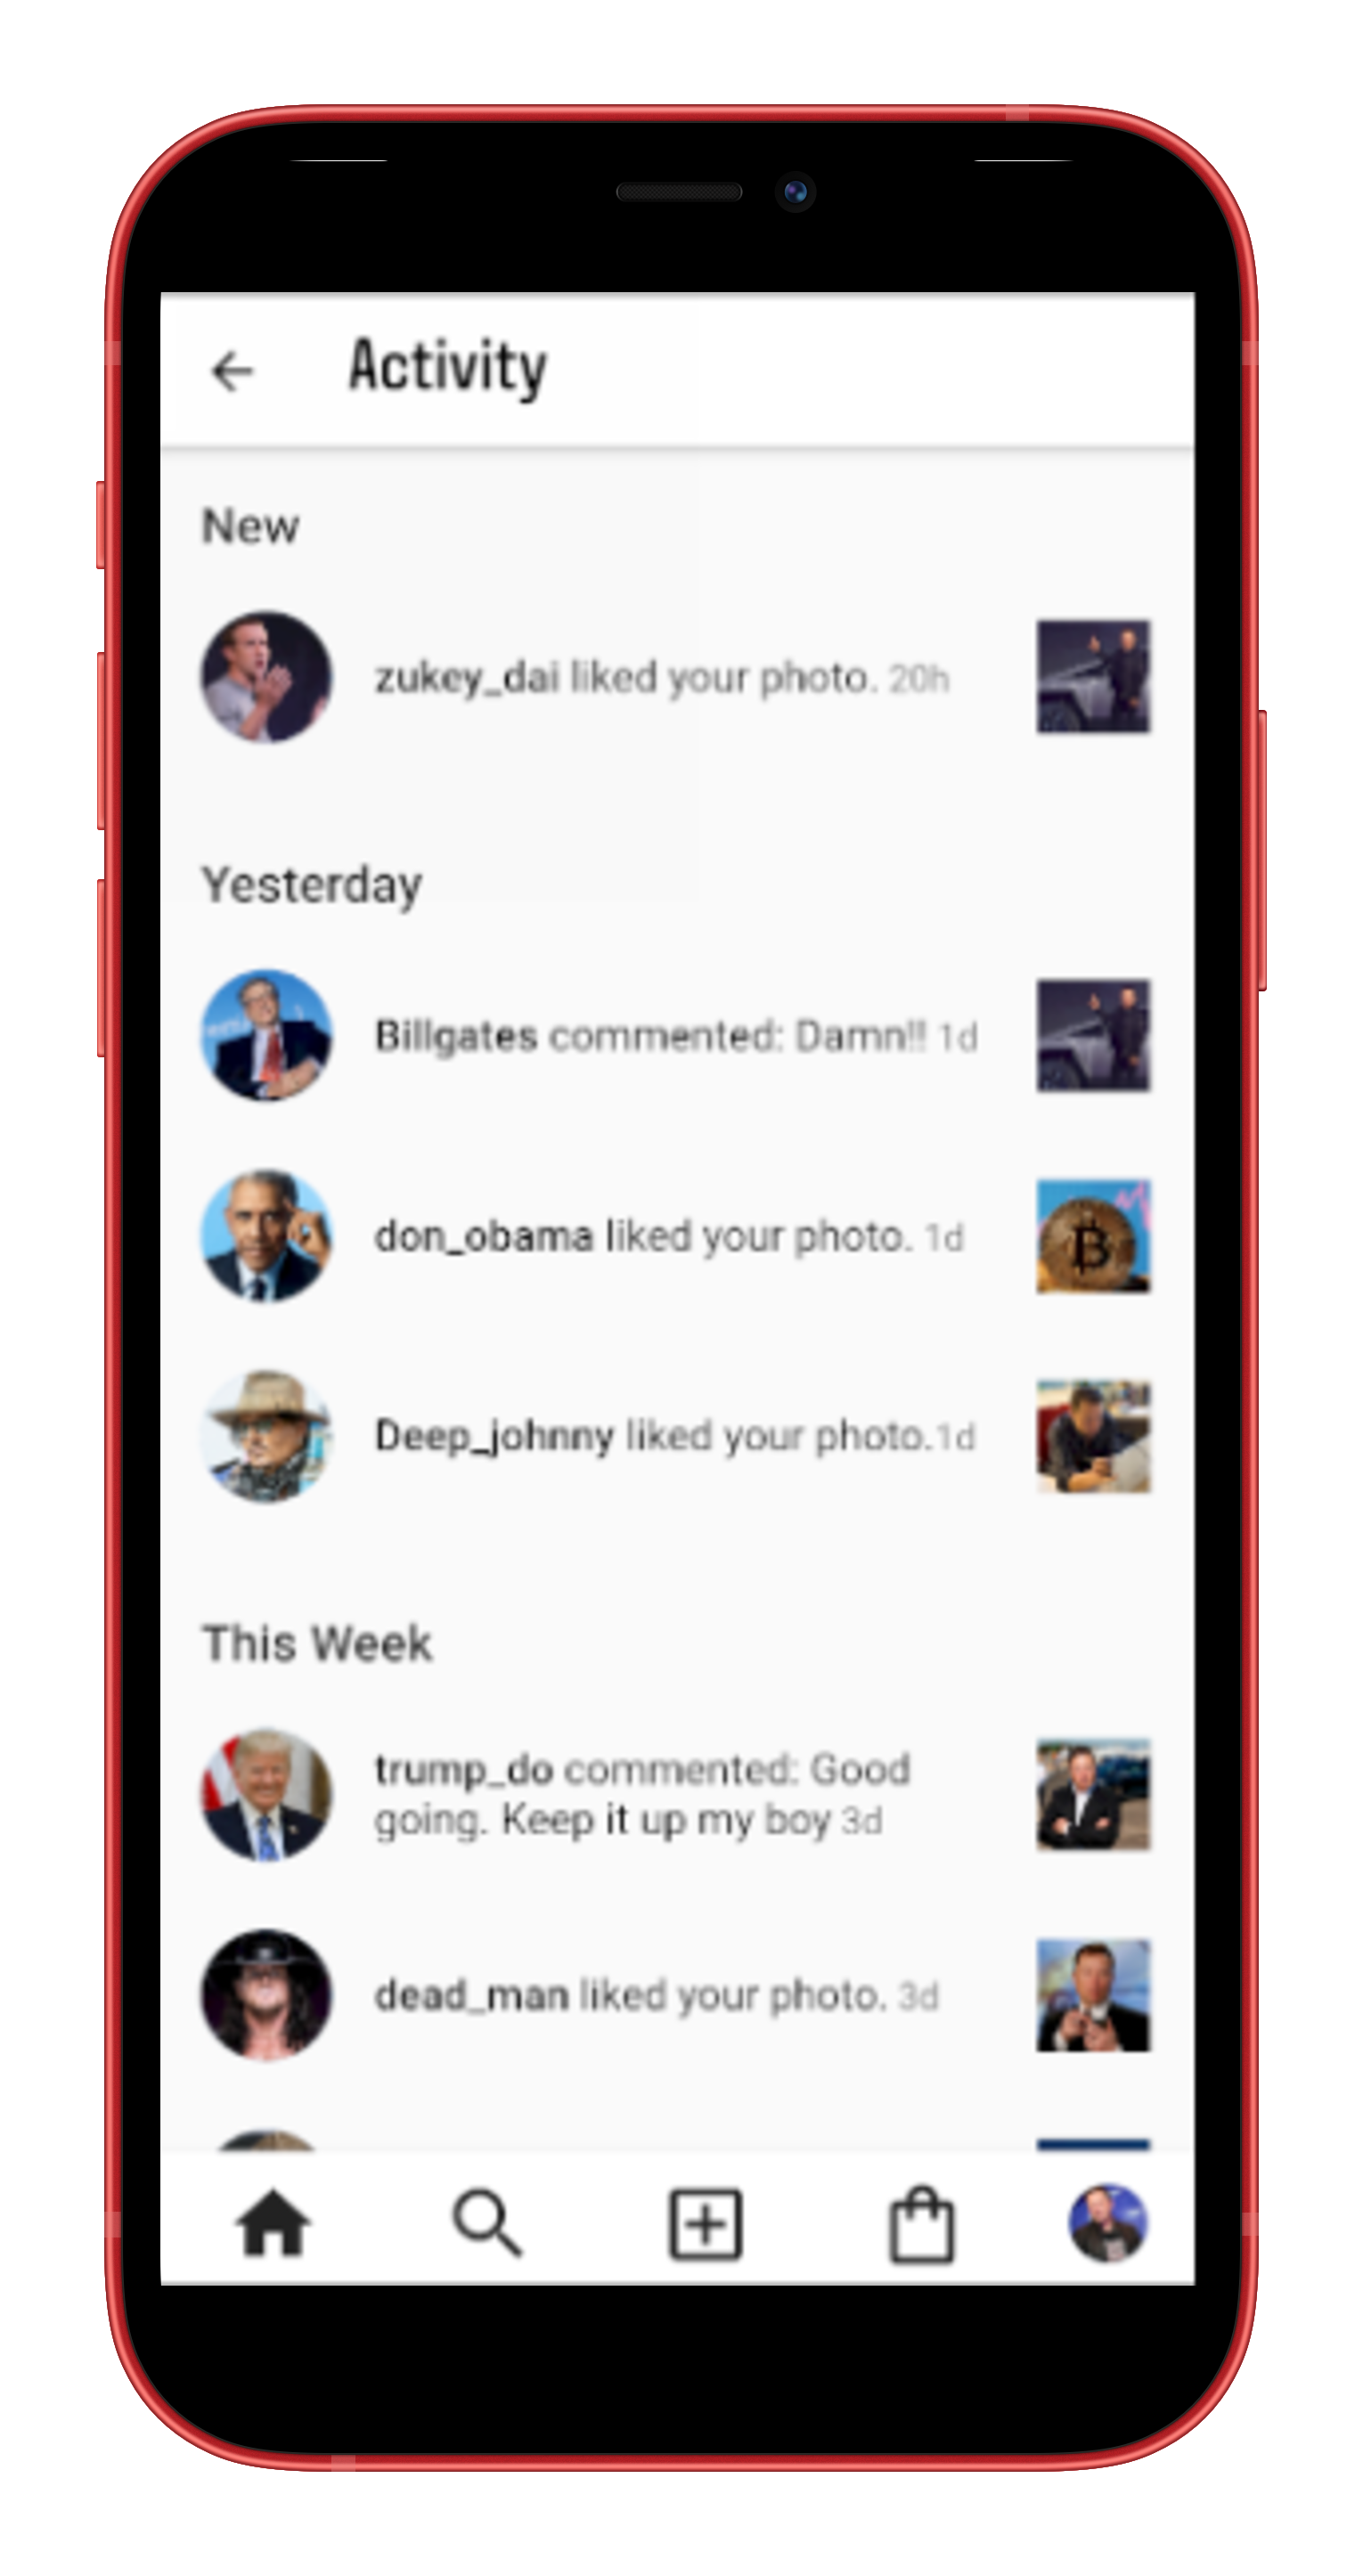 Activity
New
zukey_dai liked your photo. 20h
Yesterday
Billgates commented: Damn!! 1d
don_obama liked your photo. 1d
Deep_johnny liked your photo.1d
This Week
trump_do commented: Good
going. Keep it up my boy 3d
dead_man liked your photo. 3d